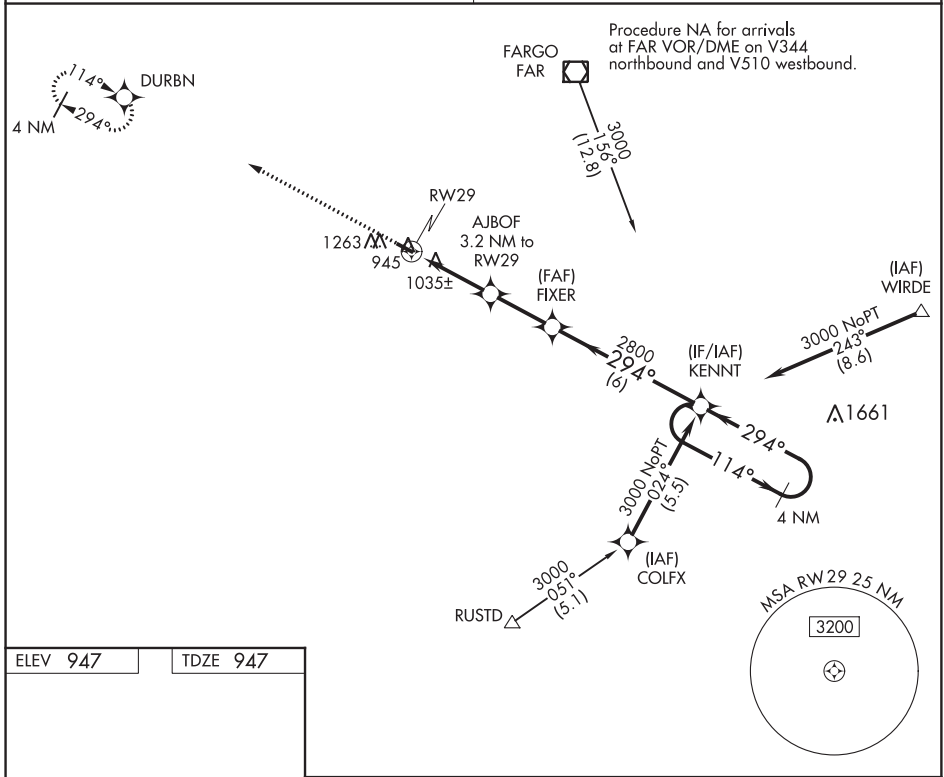 Procedure NA for arrivals
at FAR VOR/DME on V344
northbound and V510 westbound.
FARGO
FAR
114°
DURBN
294°
4 NM
3000
156°
(12.8)
RW29
1263
945
1035±
AJBOF
3.2 NM to
RW29
(FAF)
FIXER
(IAF)
WIRDE
3000 NoPT
243°
(8.6)
2800
294°
(6)
(IF/IAF)
KENNT
1661
294°
114°
4 NM
3000 NoPT
024°
(5.5)
(IAF)
COLFX
3000
051°
(5.1)
RUSTD
MSA RW29 25 NM
3200
ELEV 947
TDZE 947